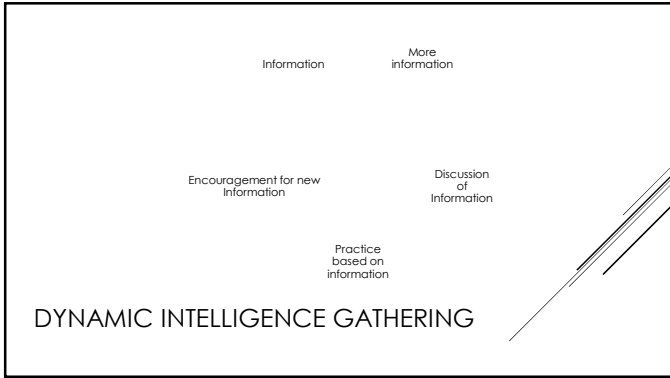 Information
More
information
Encouragement for new
Information
Discussion
of
Information
Practice
based on
information
DYNAMIC INTELLIGENCE GATHERING